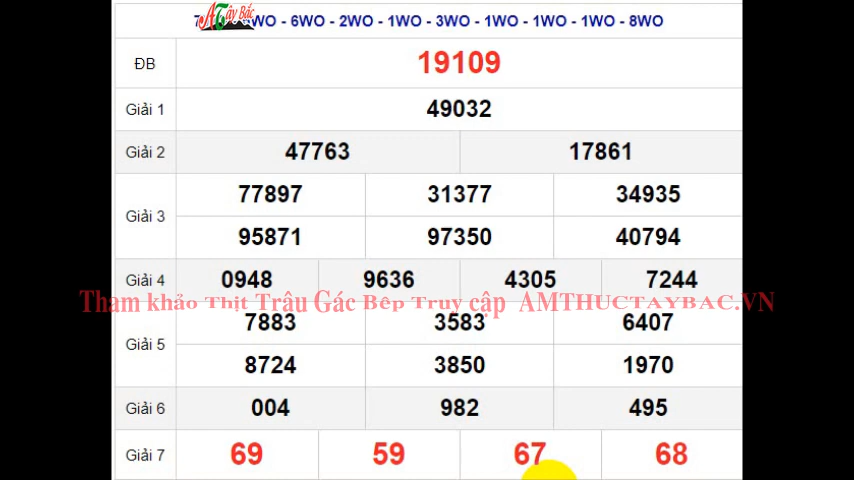 WO - 6WO - 2WO - 1WO - 3WO - 1WO - 1WO - 1WO - 8WO
Tây Bắc
ĐB 19109
Giải 1 49032
Giải 2 47763 17861
Giải 3 77897 31377 34935
95871 97350 40794
Giải 4 0948 9636 4305 7244
Tham khảo Thịt Trâu Gác Bếp Truy cập AMTHUCTAYBAC.VN
Giải 5 7883 3583 6407
8724 3850 1970
Giải 6 004 982 495
Giải 7 69 59 67 68